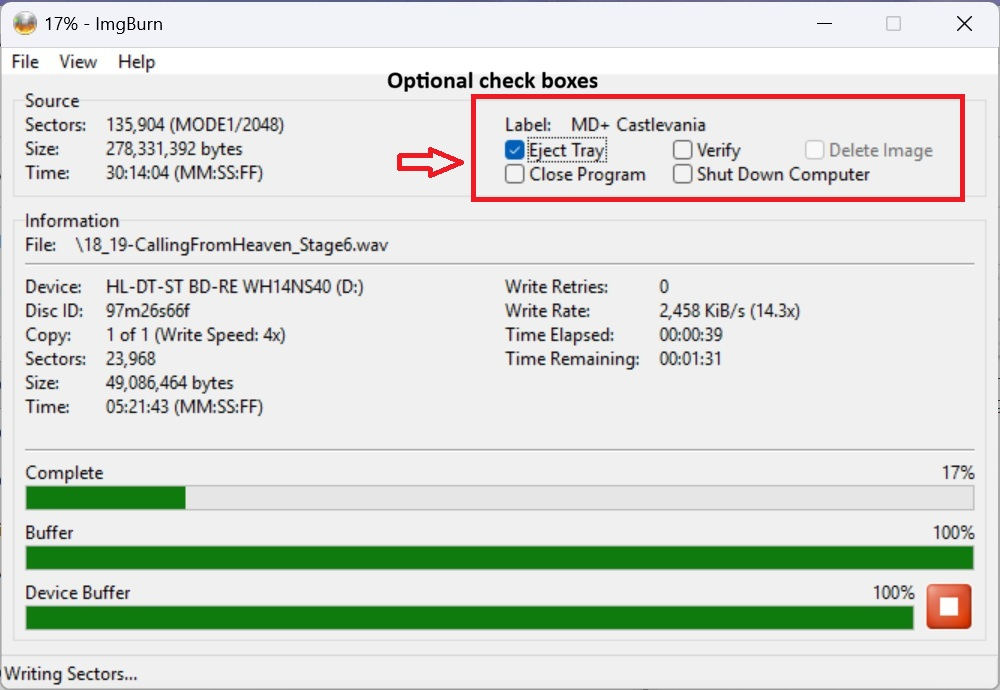 17% - ImgBurn
File View Help
Optional check boxes
Source
Sectors: 135,904 (MODE1/2048)
Size: 278,331,392 bytes
Time: 30:14:04 (MM:SS:FF)
Label: MD+ Castlevania
Eject Tray Verify Delete Image
Close Program Shut Down Computer
Information
File: \18_19-CallingFromHeaven_Stage6.wav
Device: HL-DT-ST BD-RE WH14NS40 (D:)
Disc ID: 97m26s66f
Copy: 1 of 1 (Write Speed: 4x)
Sectors: 23,968
Size: 49,086,464 bytes
Time: 05:21:43 (MM:SS:FF)
Write Retries: 0
Write Rate: 2,458 KiB/s (14.3x)
Time Elapsed: 00:00:39
Time Remaining: 00:01:31
Complete 17%
Buffer 100%
Device Buffer 100%
Writing Sectors...